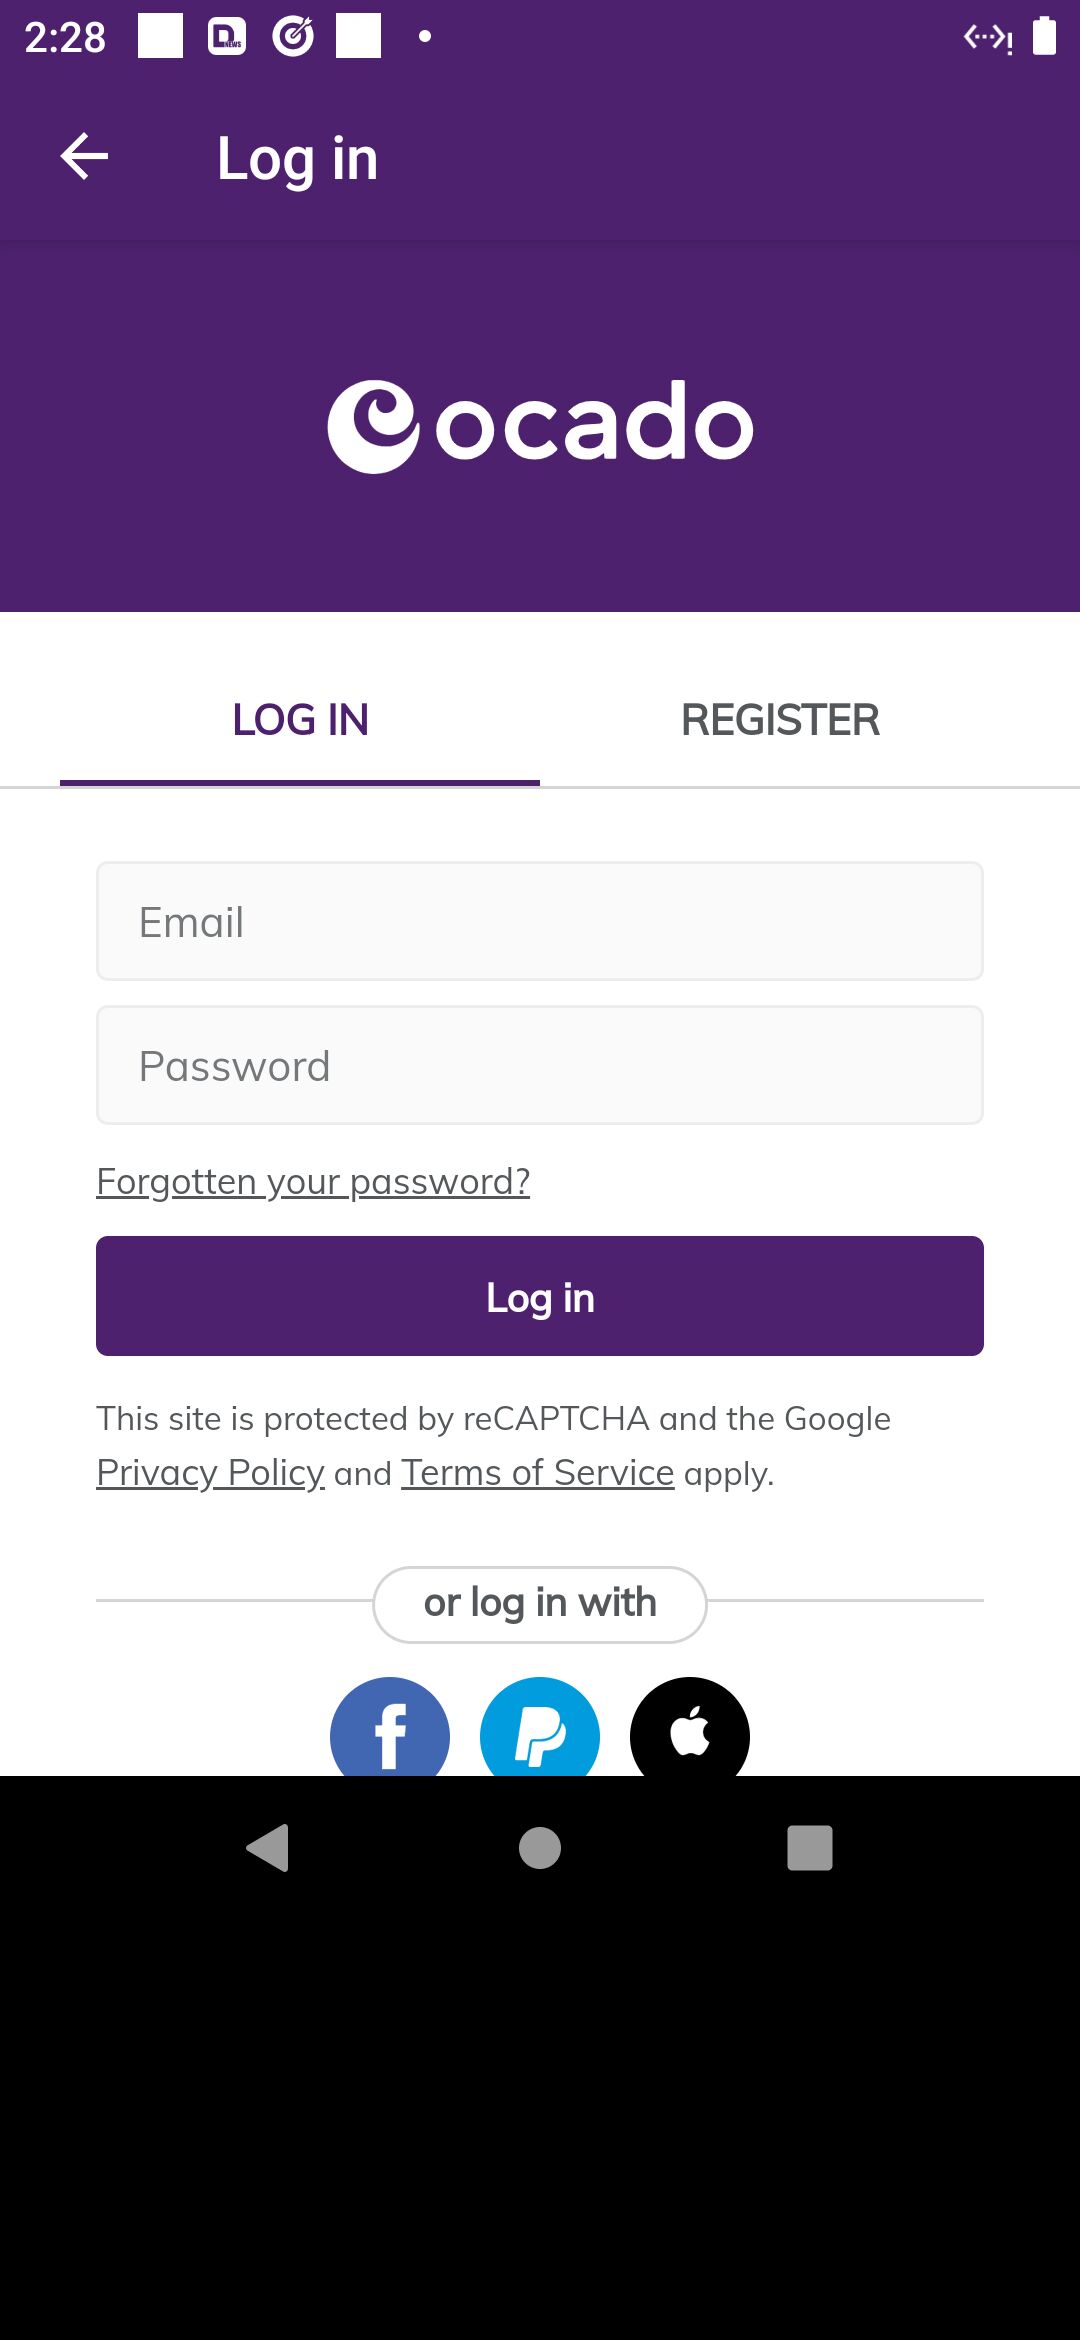 2:28
Log in
ocado
LOG IN
REGISTER
Email
Password
Forgotten your password?
Log in
This site is protected by reCAPTCHA and the Google
Privacy Policy and Terms of Service apply.
or log in with